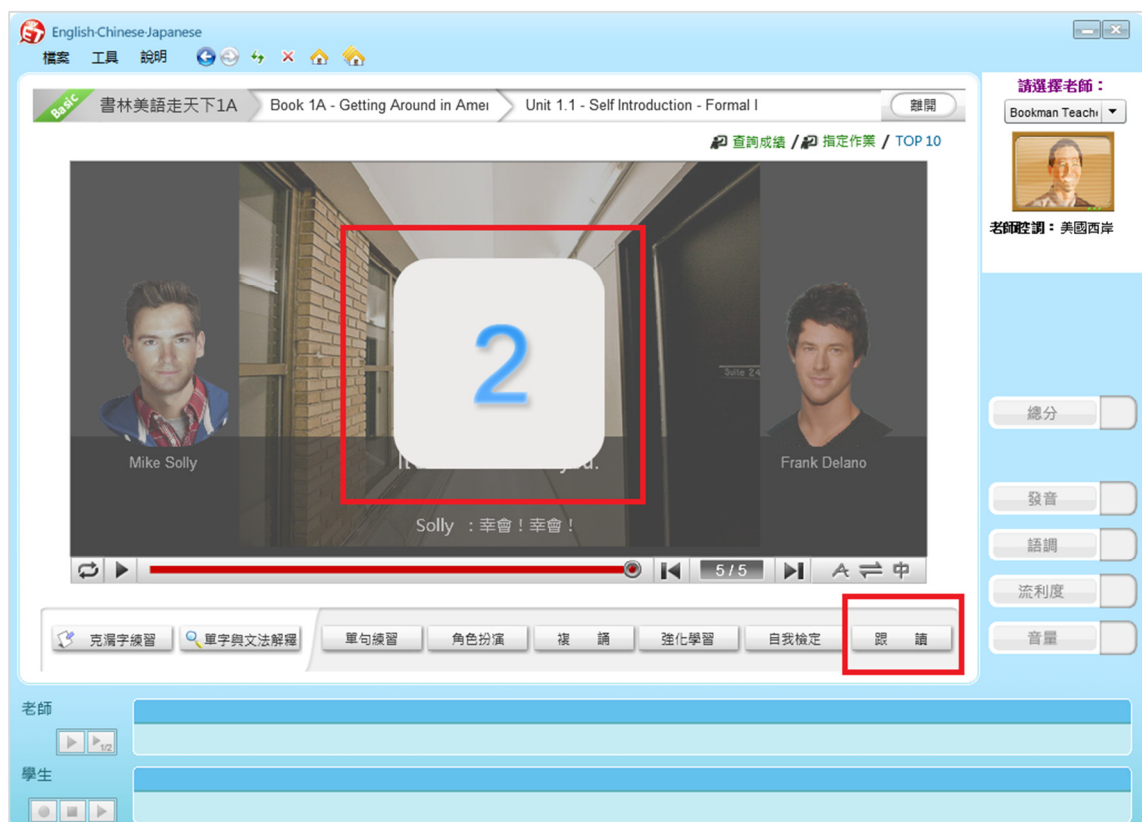 English-Chinese-Japanese
檔案 工具 說明
Basic 書林美語走天下1A Book 1A - Getting Around in Amer Unit 1.1 - Self Introduction - Formal I 離開
請選擇老師：
Bookman Teach
查詢成績 / 指定作業 / TOP 10
老師腔調：美國西岸
2
Suite 24
Mike Solly
Frank Delano
Solly ：幸會！幸會！
5/5 A 中
總分
發音
語調
流利度
音量
克漏字練習 單字與文法解釋 單句練習 角色扮演 複 誦 強化學習 自我檢定 跟 讀
老師
1/2
學生